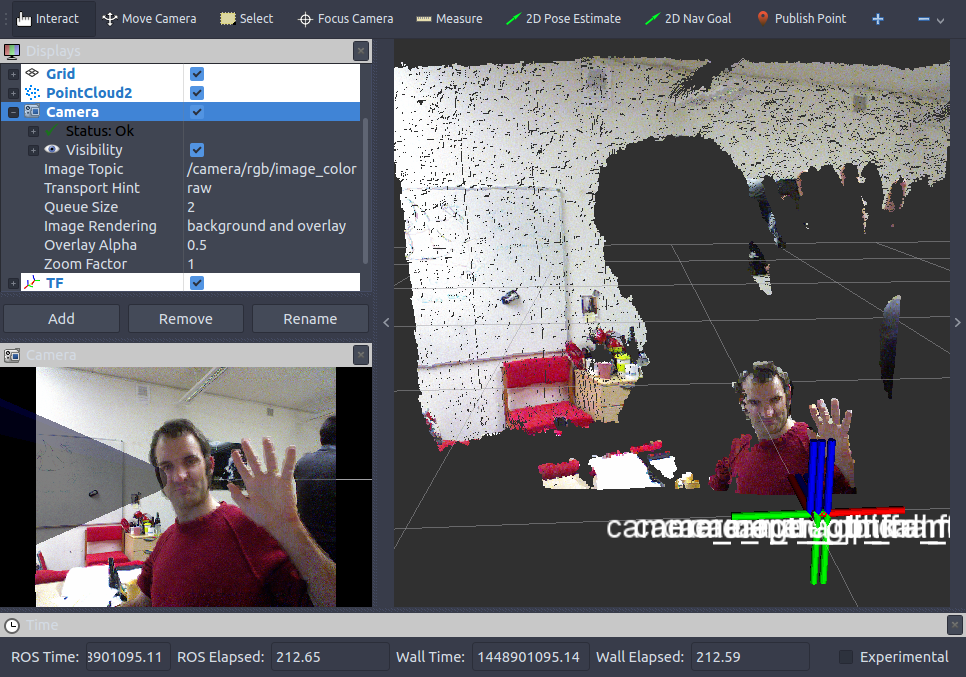 Interact Move Camera Select Focus Camera Measure 2D Pose Estimate 2D Nav Goal Publish Point
Displays
Grid
PointCloud2
Camera
Status: Ok
Visibility
Image Topic /camera/rgb/image_color
Transport Hint raw
Queue Size 2
Image Rendering background and overlay
Overlay Alpha 0.5
Zoom Factor 1
TF
Add Remove Rename
Camera
Time
ROS Time: 3901095.11 ROS Elapsed: 212.65 Wall Time: 1448901095.14 Wall Elapsed: 212.59 Experimental